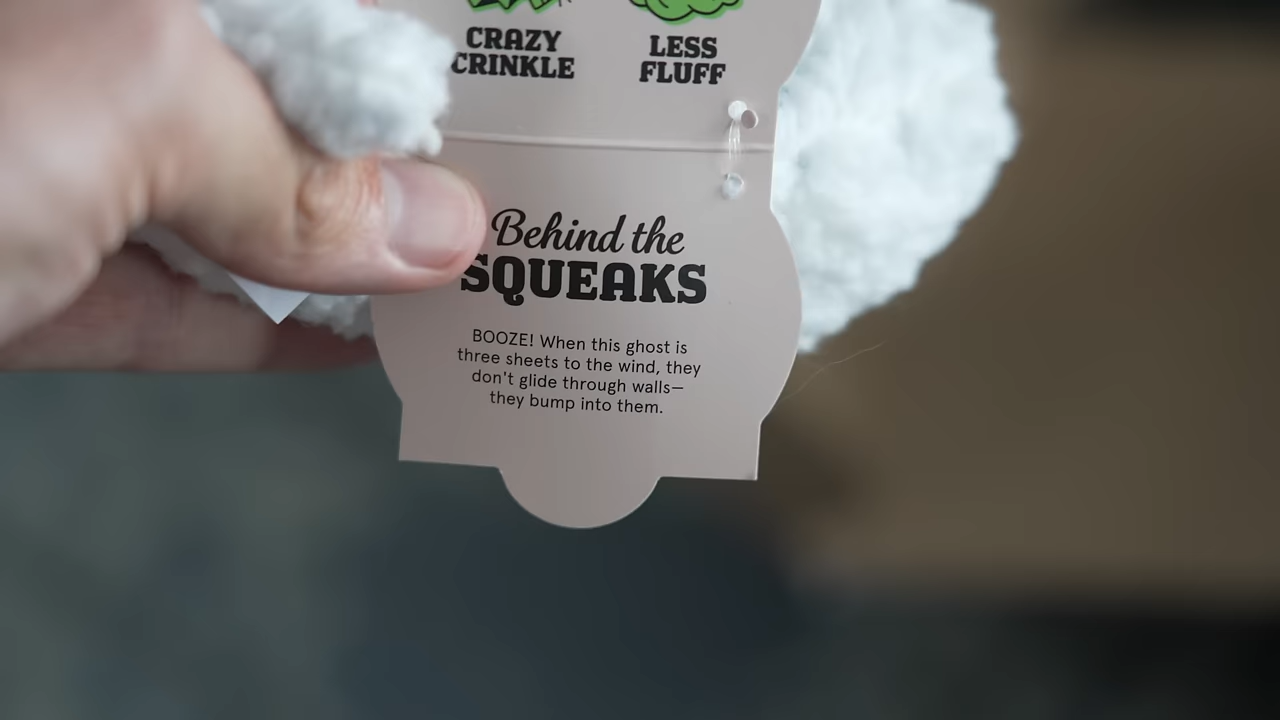 CRAZY
CRINKLE
LESS
FLUFF
Behind the
SQUEAKS
BOOZE! When this ghost is
three sheets to the wind, they
don't glide through walls—
they bump into them.